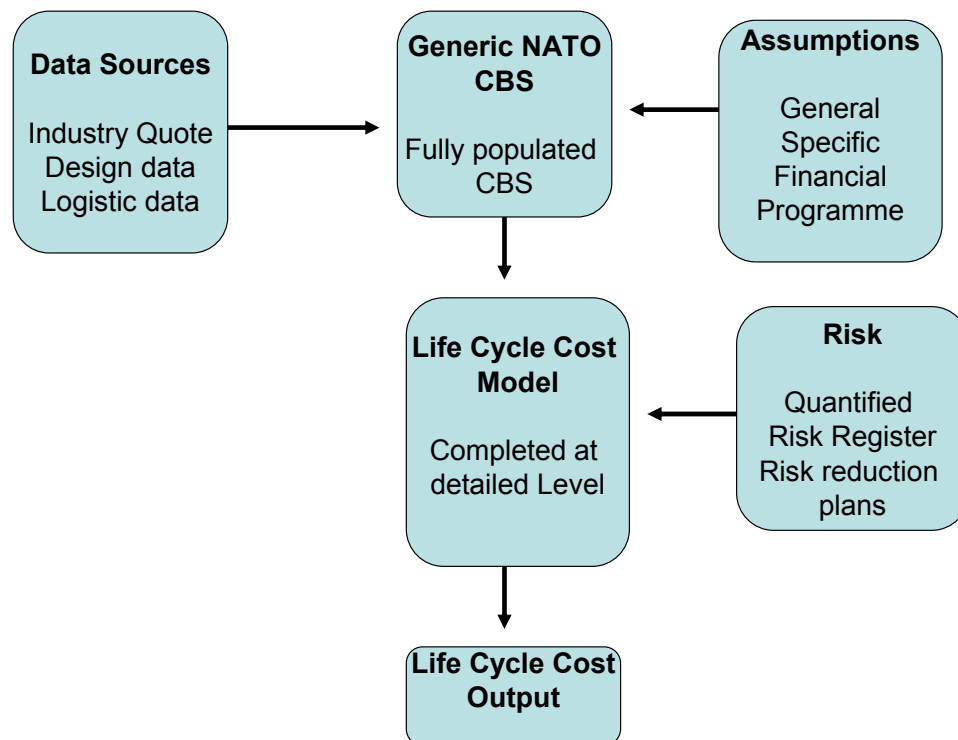 Data Sources
Industry Quote
Design data
Logistic data
Generic NATO
CBS
Fully populated
CBS
Assumptions
General
Specific
Financial
Programme
Life Cycle Cost
Model
Completed at
detailed Level
Risk
Quantified
Risk Register
Risk reduction
plans
Life Cycle Cost
Output